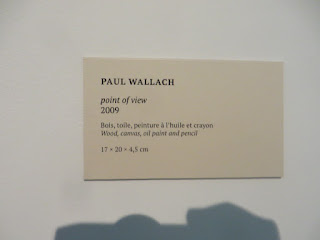 PAUL WALLACH
point of view
2009
Bois, toile, peinture à l'huile et crayon
Wood, canvas, oil paint and pencil
17 × 20 × 4,5 cm